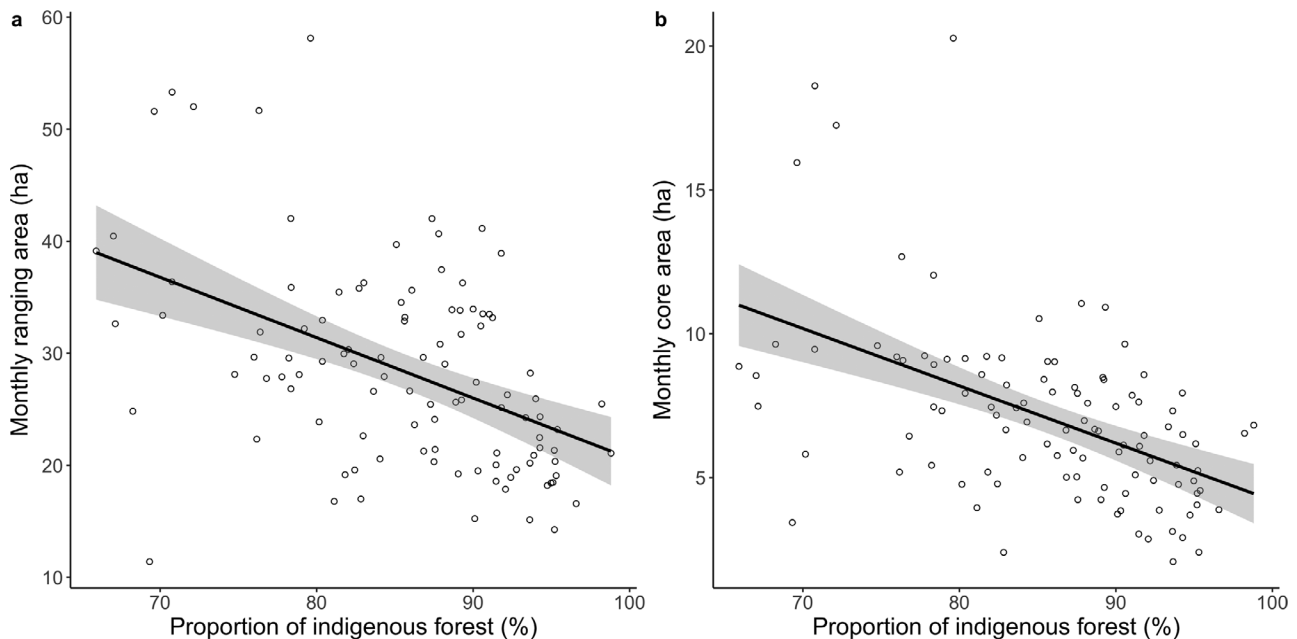 a
60
50
40
30
20
10
Monthly ranging area (ha)
70 80 90 100
Proportion of indigenous forest (%)
b
20
15
10
5
Monthly core area (ha)
70 80 90 100
Proportion of indigenous forest (%)